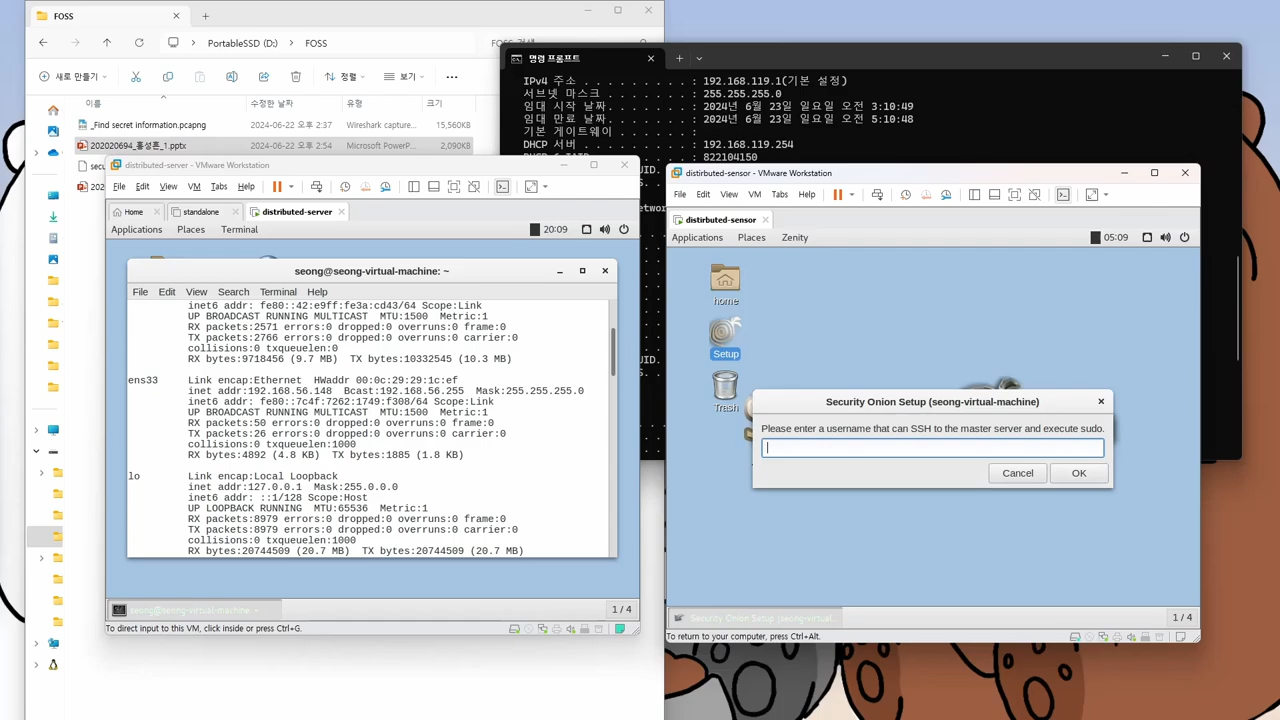 FOSS
PortableSSD (D:)
FOSS
FOSS 검색
새로 만들기
정렬
보기
이름
수정한 날짜
유형
크기
_Find secret information.pcapng
2024-06-22 오후 2:37
Wireshark capture...
15,560KB
202020694_홍성훈_1.pptx
2024-06-22 오후 2:54
Microsoft PowerP...
2,090KB
명령 프롬프트
IPv4 주소 . . . . . . . . . : 192.168.119.1(기본 설정)
서브넷 마스크 . . . . . . . : 255.255.255.0
임대 시작 날짜. . . . . . . : 2024년 6월 23일 일요일 오전 3:10:49
임대 만료 날짜. . . . . . . : 2024년 6월 23일 일요일 오전 5:10:48
기본 게이트웨이 . . . . . . :
DHCP 서버 . . . . . . . . . : 192.168.119.254
822104150
distributed-server - VMware Workstation
File Edit View VM Tabs Help
Home
standalone
distributed-server
Applications Places Terminal
20:09
seong@seong-virtual-machine: ~
File Edit View Search Terminal Help
inet6 addr: fe80::42:e9ff:fe3a:cd43/64 Scope:Link
UP BROADCAST RUNNING MULTICAST MTU:1500 Metric:1
RX packets:2571 errors:0 dropped:0 overruns:0 frame:0
TX packets:2766 errors:0 dropped:0 overruns:0 carrier:0
collisions:0 txqueuelen:0
RX bytes:9718456 (9.7 MB) TX bytes:10332545 (10.3 MB)
ens33 Link encap:Ethernet HWaddr 00:0c:29:29:1c:ef
inet addr:192.168.56.148 Bcast:192.168.56.255 Mask:255.255.255.0
inet6 addr: fe80::7c4f:7262:1749:f308/64 Scope:Link
UP BROADCAST RUNNING MULTICAST MTU:1500 Metric:1
RX packets:50 errors:0 dropped:0 overruns:0 frame:0
TX packets:26 errors:0 dropped:0 overruns:0 carrier:0
collisions:0 txqueuelen:1000
RX bytes:4892 (4.8 KB) TX bytes:1885 (1.8 KB)
lo Link encap:Local Loopback
inet addr:127.0.0.1 Mask:255.0.0.0
inet6 addr: ::1/128 Scope:Host
UP LOOPBACK RUNNING MTU:65536 Metric:1
RX packets:8979 errors:0 dropped:0 overruns:0 frame:0
TX packets:8979 errors:0 dropped:0 overruns:0 carrier:0
collisions:0 txqueuelen:1000
RX bytes:20744509 (20.7 MB) TX bytes:20744509 (20.7 MB)
seong@seong-virtual-machine: ~
1 / 4
To direct input to this VM, click inside or press Ctrl+G.
distirbuted-sensor - VMware Workstation
File Edit View VM Tabs Help
distirbuted-sensor
Applications Places Zenity
05:09
home
Setup
Trash
Security Onion Setup (seong-virtual-machine)
Please enter a username that can SSH to the master server and execute sudo.
Cancel
OK
Security Onion Setup (seong-virtual...
1 / 4
To return to your computer, press Ctrl+Alt.